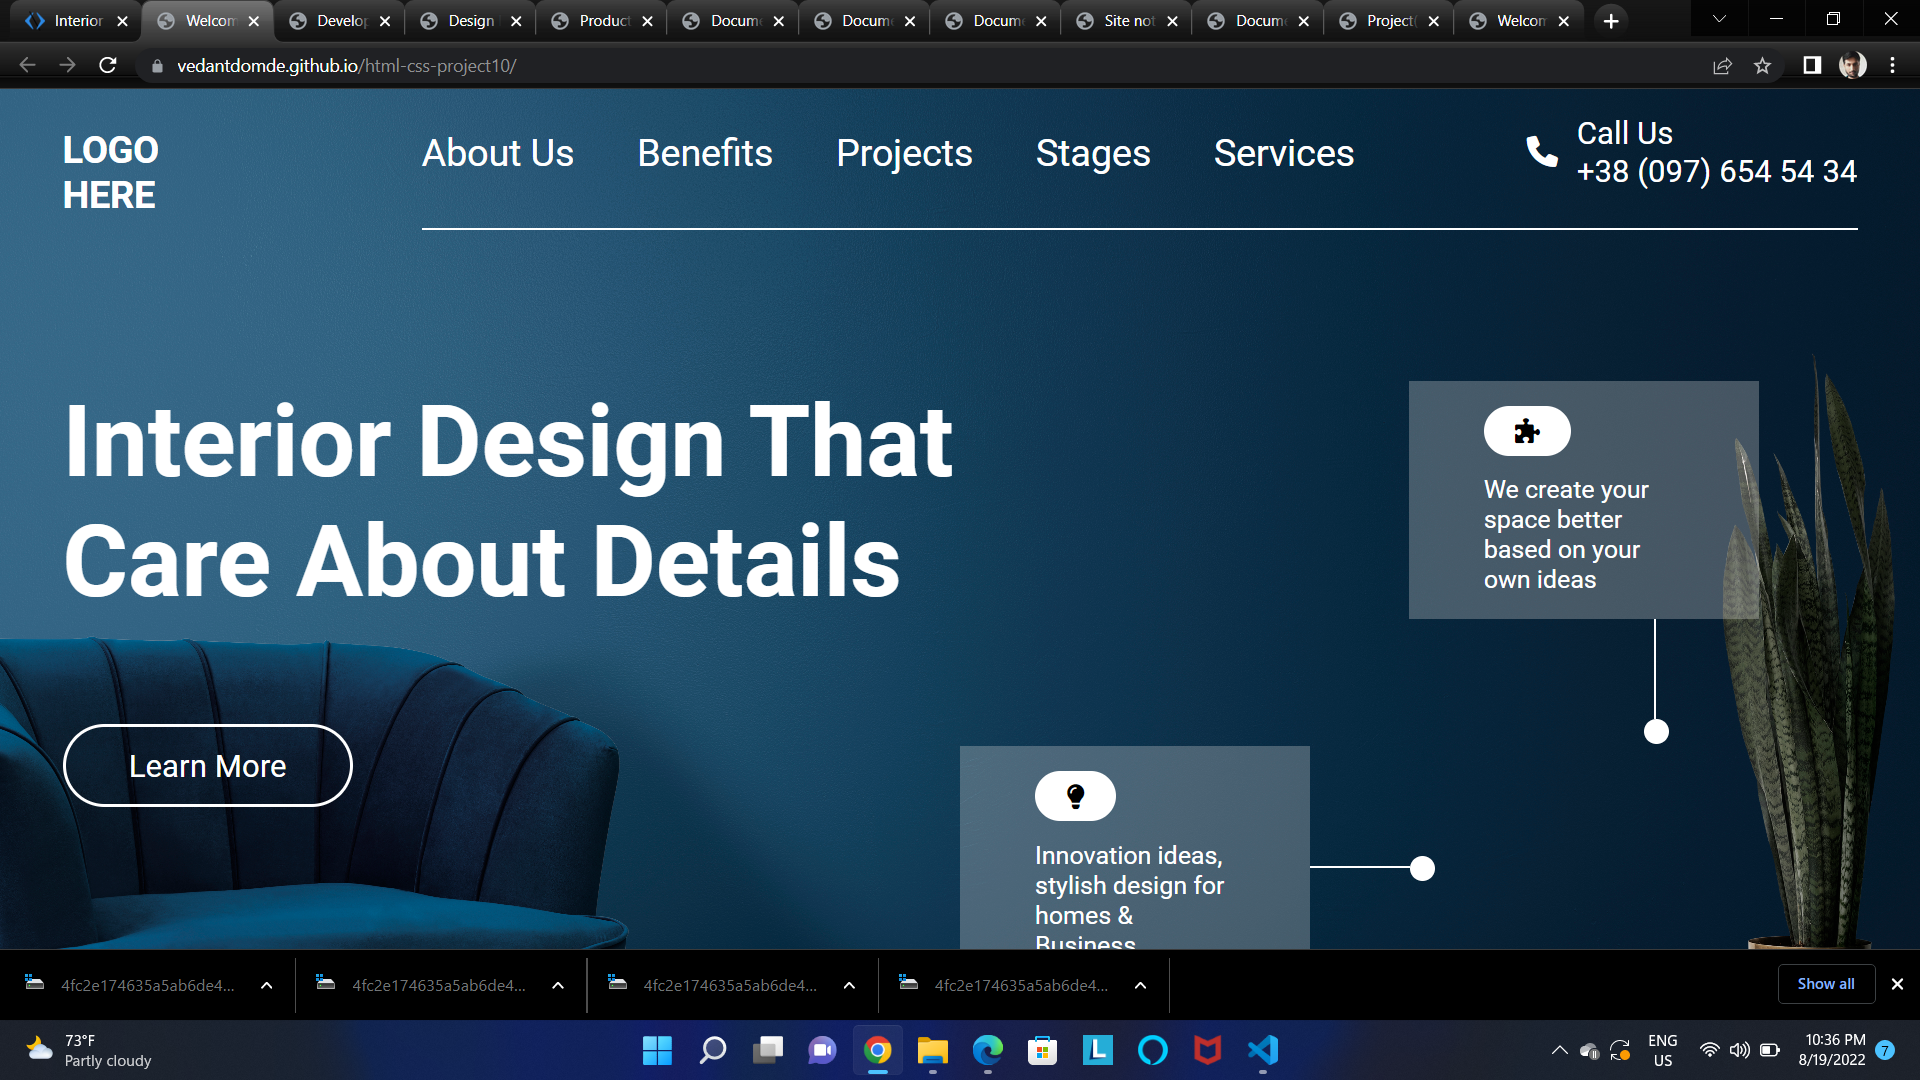 Interior
Welcom
Develop
Design
Product
Docume
Docume
Docume
Site not
Docume
Project(
Welcom
vedantdomde.github.io/html-css-project10/
LOGO
HERE
About Us
Benefits
Projects
Stages
Services
Call Us
+38 (097) 654 54 34
Interior Design That
Care About Details
Learn More
We create your
space better
based on your
own ideas
Innovation ideas,
stylish design for
homes &
Business
4fc2e174635a5ab6de4...
4fc2e174635a5ab6de4...
4fc2e174635a5ab6de4...
4fc2e174635a5ab6de4...
Show all
73°F
Partly cloudy
L
ENG
US
10:36 PM
8/19/2022
7